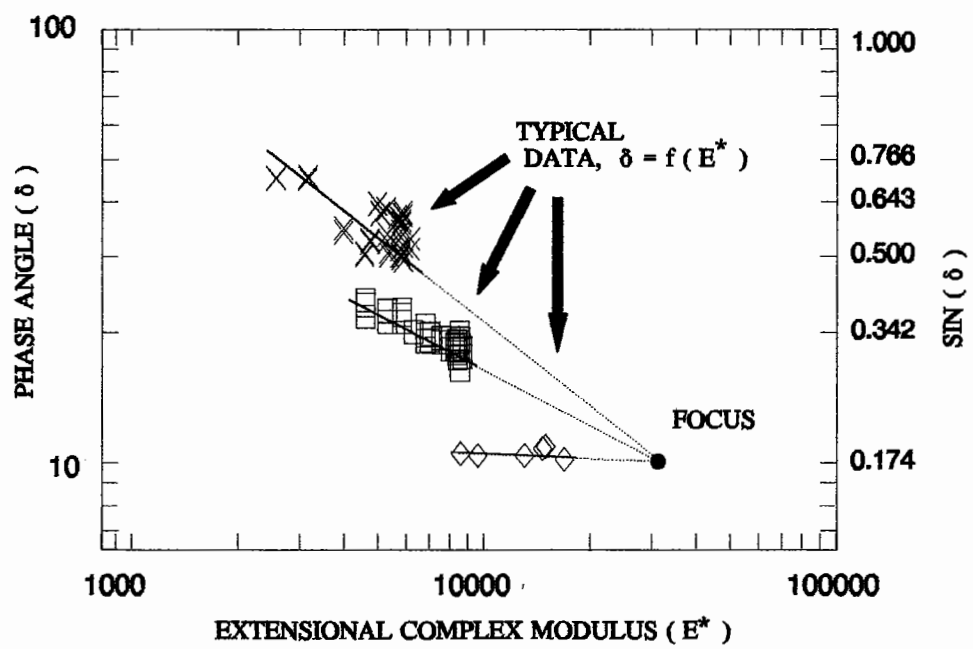 100
1.000
TYPICAL
DATA, δ = f ( E* )
0.766
0.643
0.500
0.342
FOCUS
10
0.174
PHASE ANGLE ( δ )
SIN ( δ )
1000
10000
100000
EXTENSIONAL COMPLEX MODULUS ( E* )